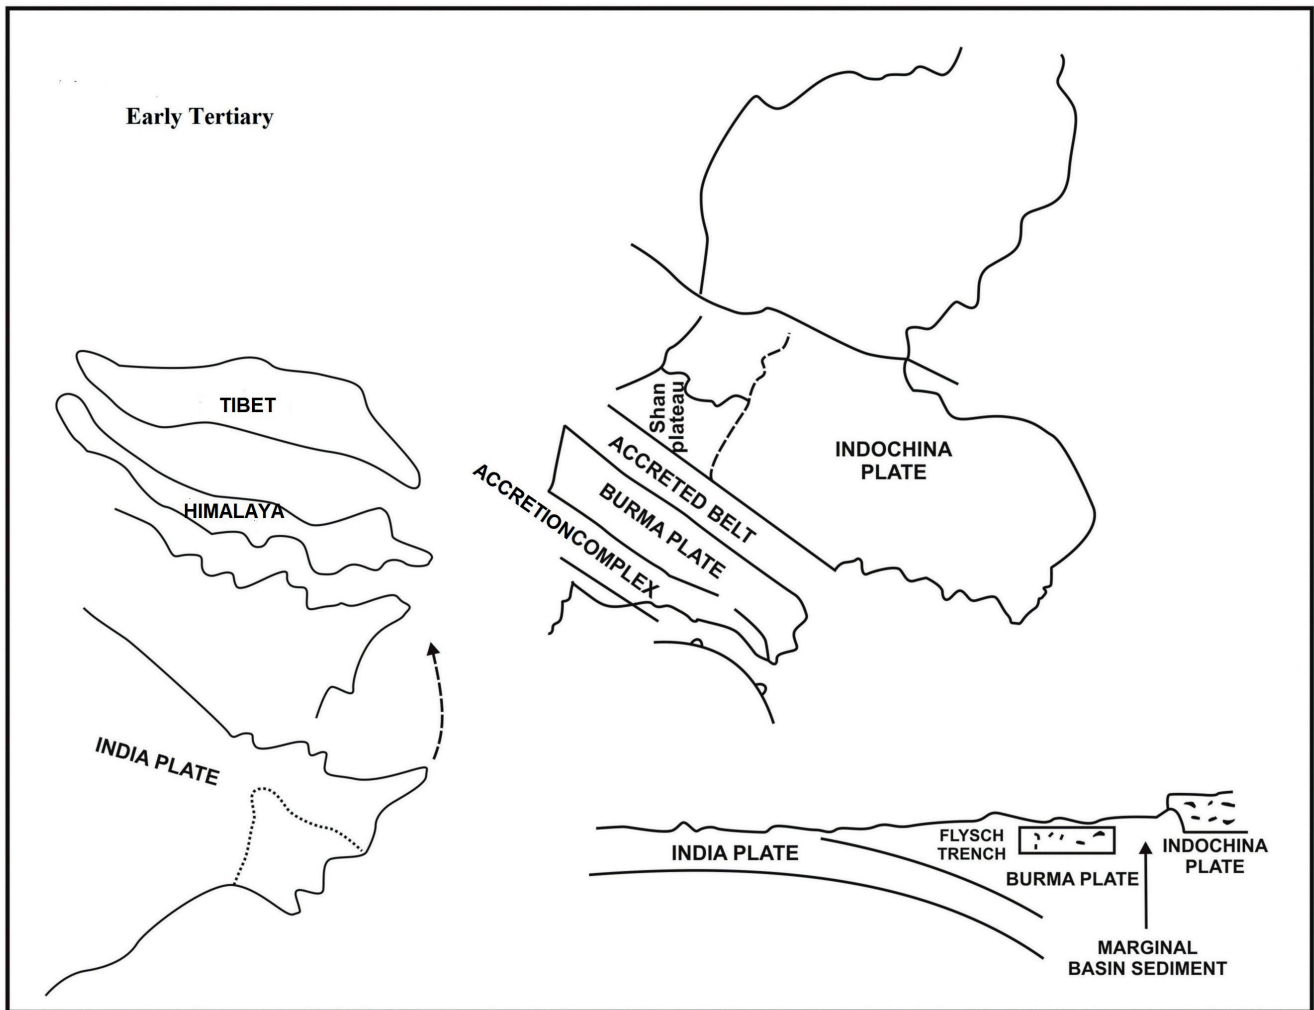 Early Tertiary
TIBET
HIMALAYA
INDIA PLATE
Shan
plateau
ACCRETED BELT
BURMA PLATE
ACCRETIONCOMPLEX
INDOCHINA
PLATE
INDIA PLATE
FLYSCH
TRENCH
BURMA PLATE
INDOCHINA
PLATE
MARGINAL
BASIN SEDIMENT